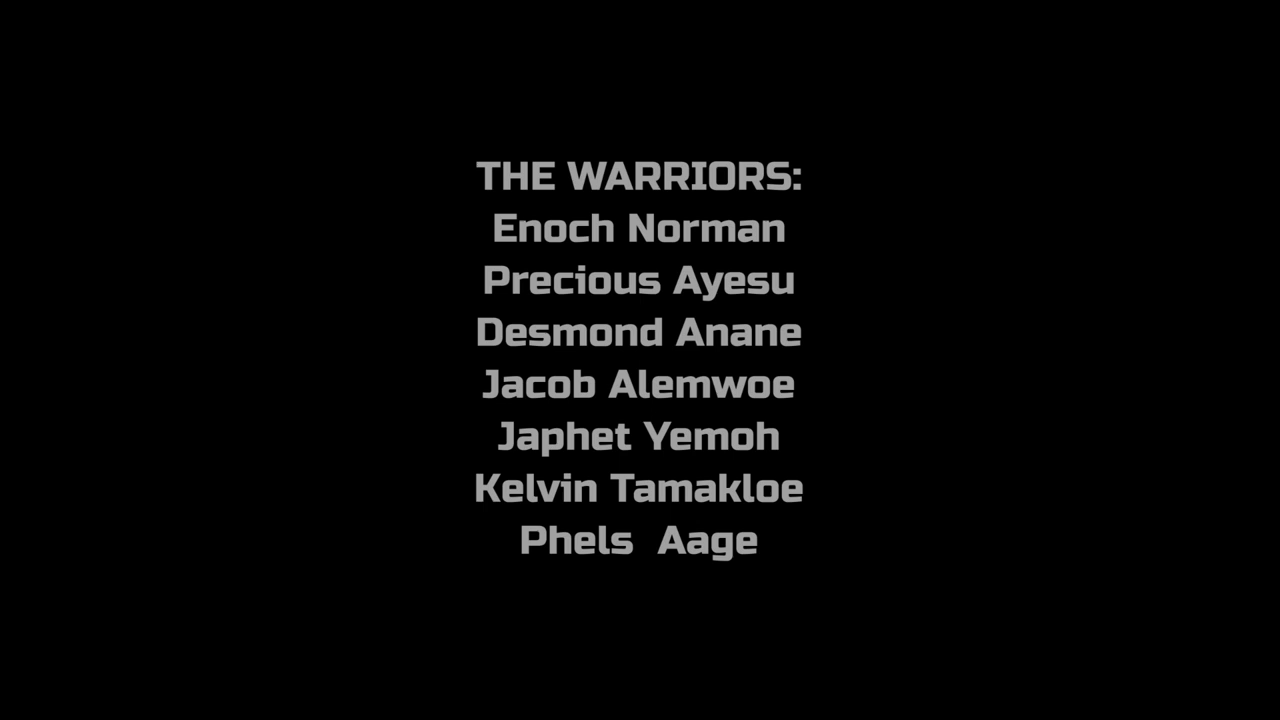 THE WARRIORS:
Enoch Norman
Precious Ayesu
Desmond Anane
Jacob Alemwoe
Japhet Yemoh
Kelvin Tamakloe
Phels  Aage